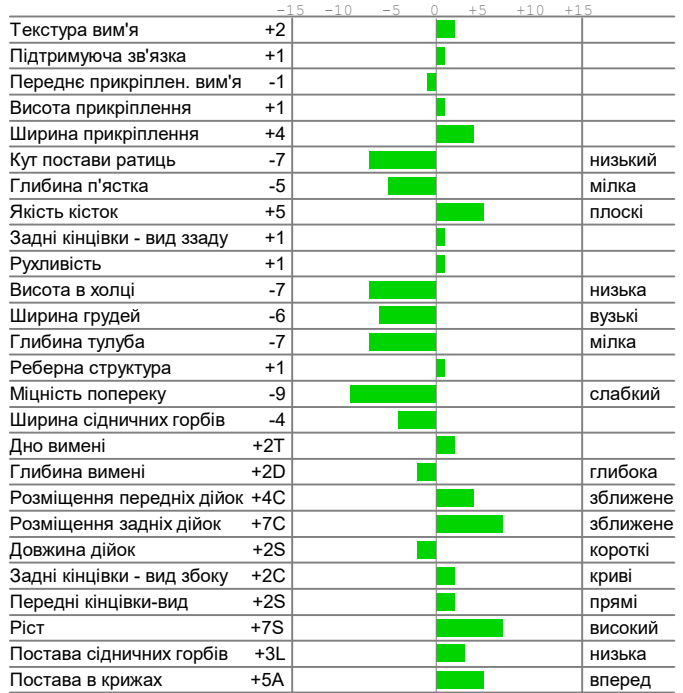 -15 -10 -5 0 +5 +10 +15
Текстура вим'я +2
Підтримуюча зв'язка +1
Переднє прикріплен. вим'я -1
Висота прикріплення +1
Ширина прикріплення +4
Кут постави ратиць -7 низький
Глибина п'ястка -5 мілка
Якість кісток +5 плоскі
Задні кінцівки - вид ззаду +1
Рухливість +1
Висота в холці -7 низька
Ширина грудей -6 вузькі
Глибина тулуба -7 мілка
Реберна структура +1
Міцність попереку -9 слабкий
Ширина сідничних горбів -4
Дно вимені +2T
Глибина вимені +2D глибока
Розміщення передніх дійок +4C зближене
Розміщення задніх дійок +7C зближене
Довжина дійок +2S короткі
Задні кінцівки - вид збоку +2C криві
Передні кінцівки-вид +2S прямі
Ріст +7S високий
Постава сідничних горбів +3L низька
Постава в крижах +5A вперед